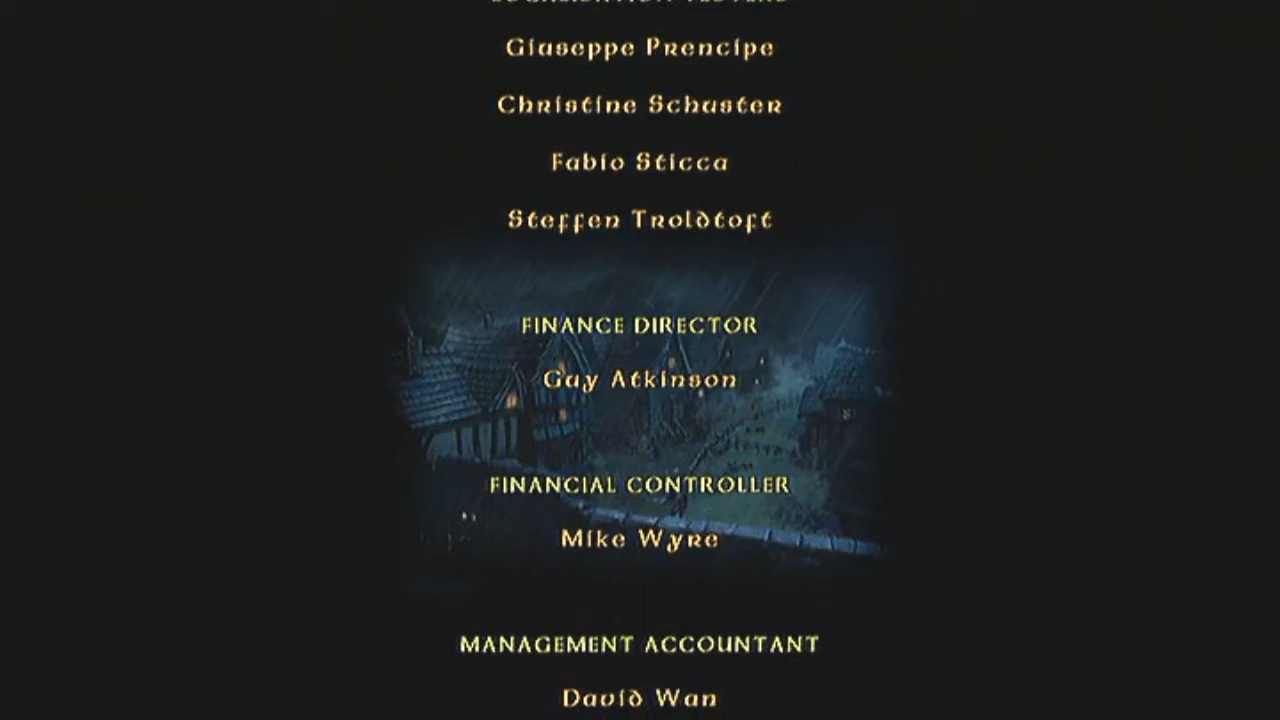 Giuseppe Prencipe
Christine Schuster
Fabio Sticca
Steffen Troldtoft
FINANCE DIRECTOR
Guy Atkinson
FINANCIAL CONTROLLER
Mike Wyre
MANAGEMENT ACCOUNTANT
David Wan